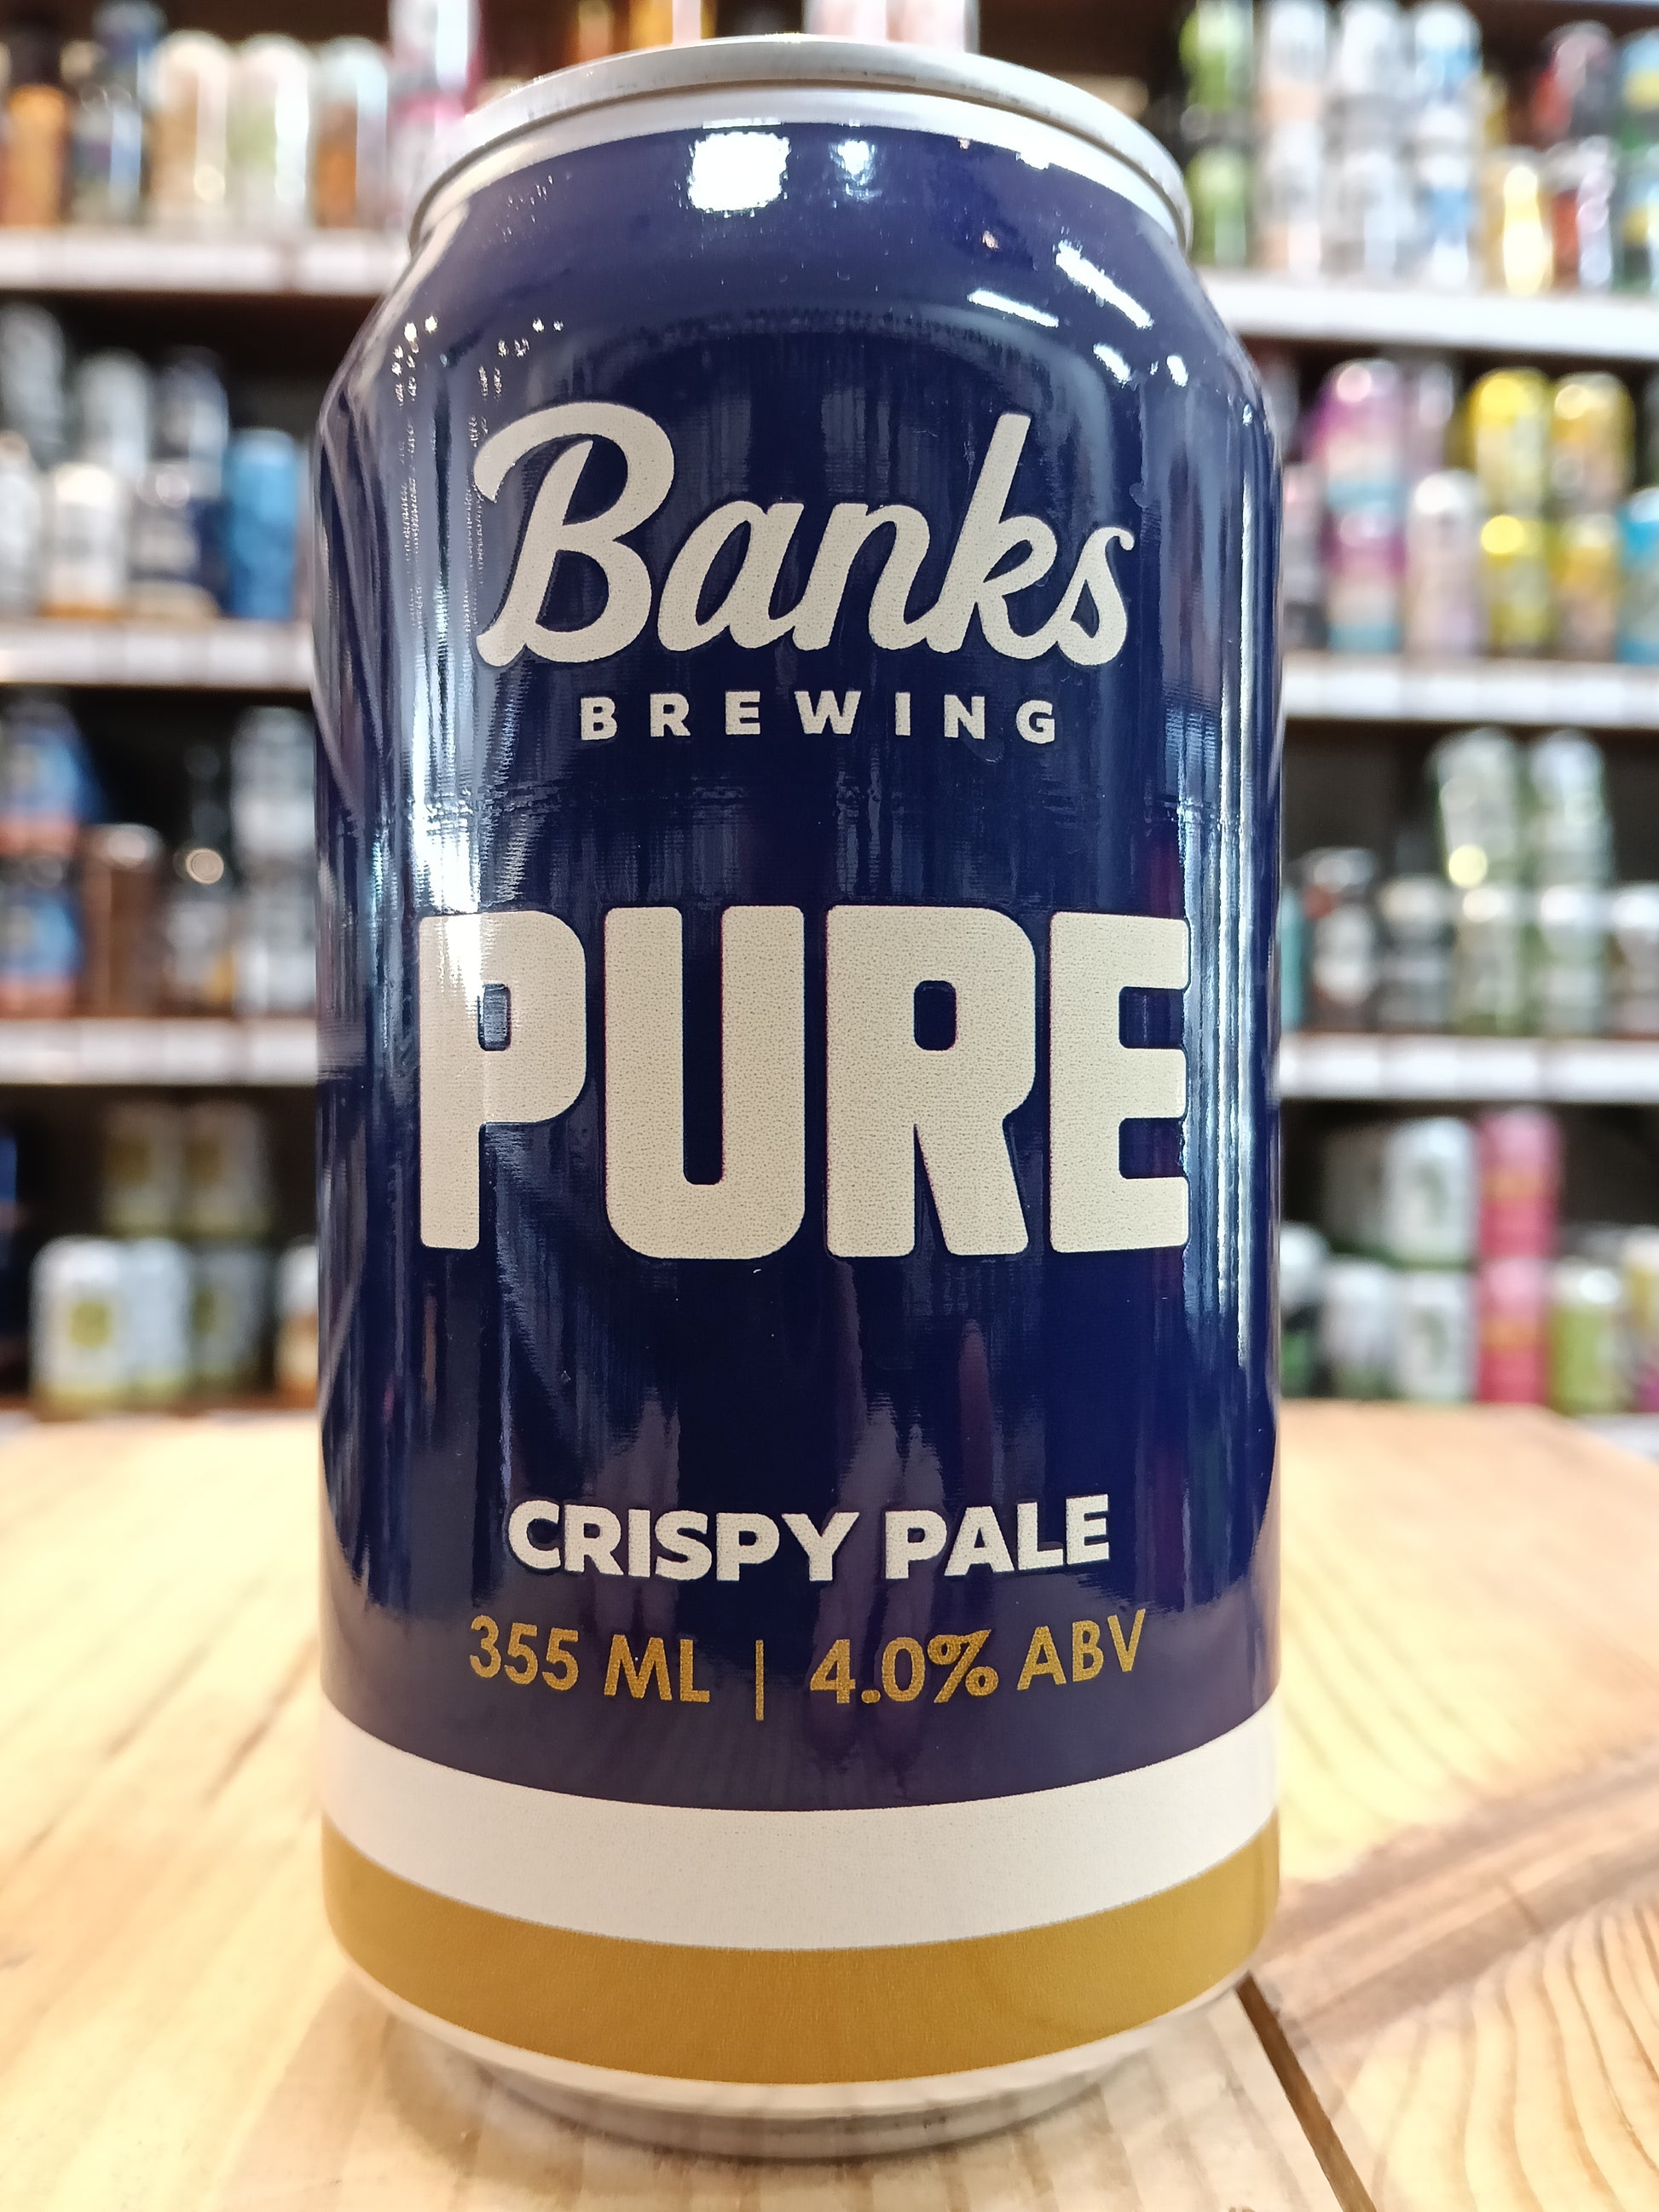 Banks
BREWING
PURE
CRISPY PALE
355 ML | 4.0% ABV